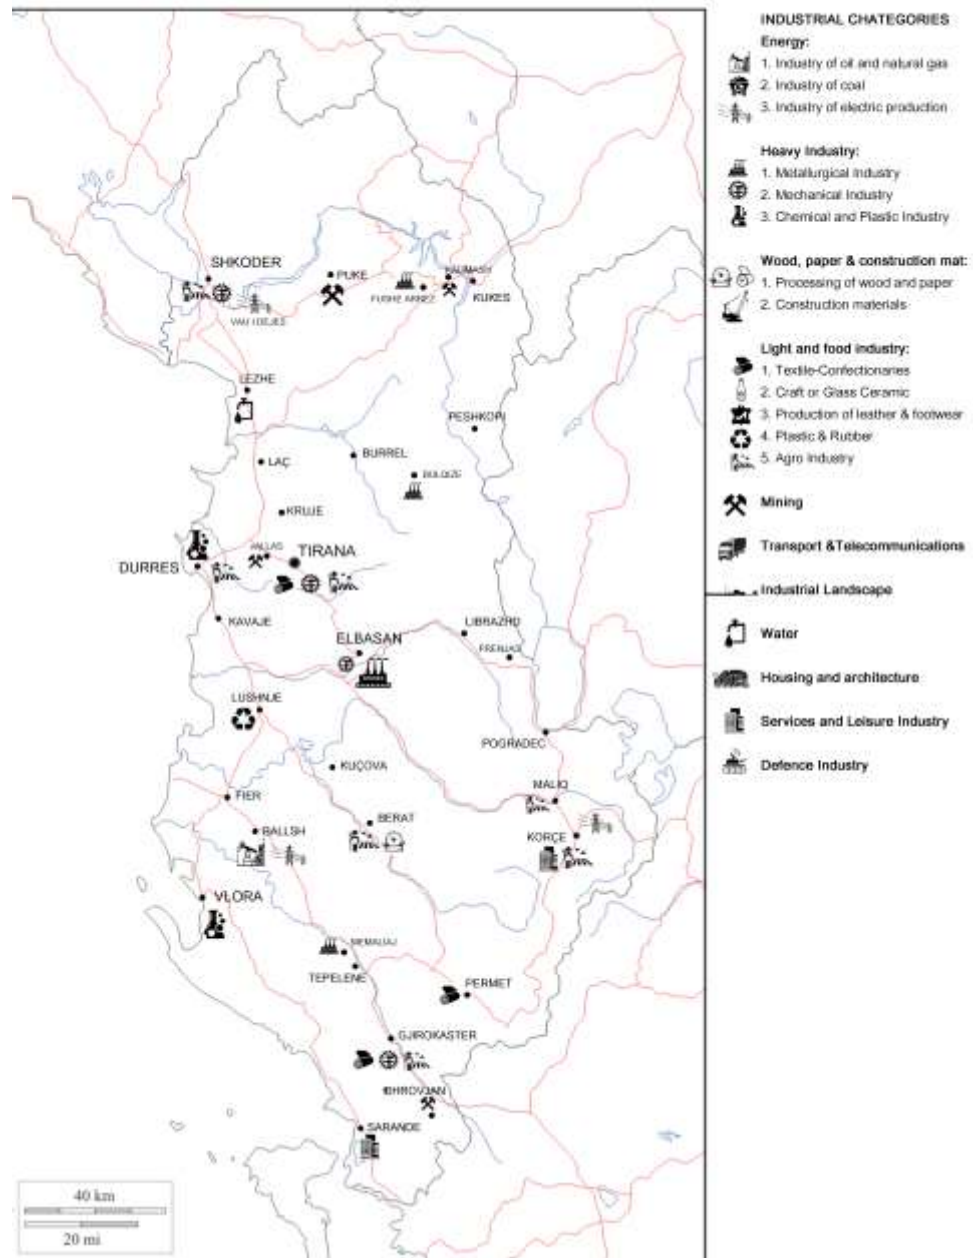 INDUSTRIAL CHATEGORIES
Energy:
1. Industry of oil and natural gas
2. Industry of coal
3. Industry of electric production
Heavy Industry:
1. Metallurgical Industry
2. Mechanical Industry
3. Chemical and Plastic Industry
Wood, paper & construction mat:
1. Processing of wood and paper
2. Construction materials
Light and food industry:
1. Textile-Confectionaries
2. Craft or Glass Ceramic
3. Production of leather & footwear
4. Plastic & Rubber
5. Agro Industry
Mining
Transport &Telecommunications
Industrial Landscape
Water
Housing and architecture
Services and Leisure Industry
Defence Industry
SHKODER
PUKE
FUSHE ARREZ
KUKES
LEZHE
PESHKOPI
BURREL
LAÇ
KRUJE
TIRANA
DURRES
KAVAJE
ELBASAN
LIBRAZHD
PRENJAS
LUSHNJE
POGRADEC
KUÇOVA
MALIQ
FIER
BERAT
BALLSH
KORÇE
VLORA
MEMALIAJ
TEPELENE
PERMET
GJIROKASTER
SARANDE
40 km
20 mi